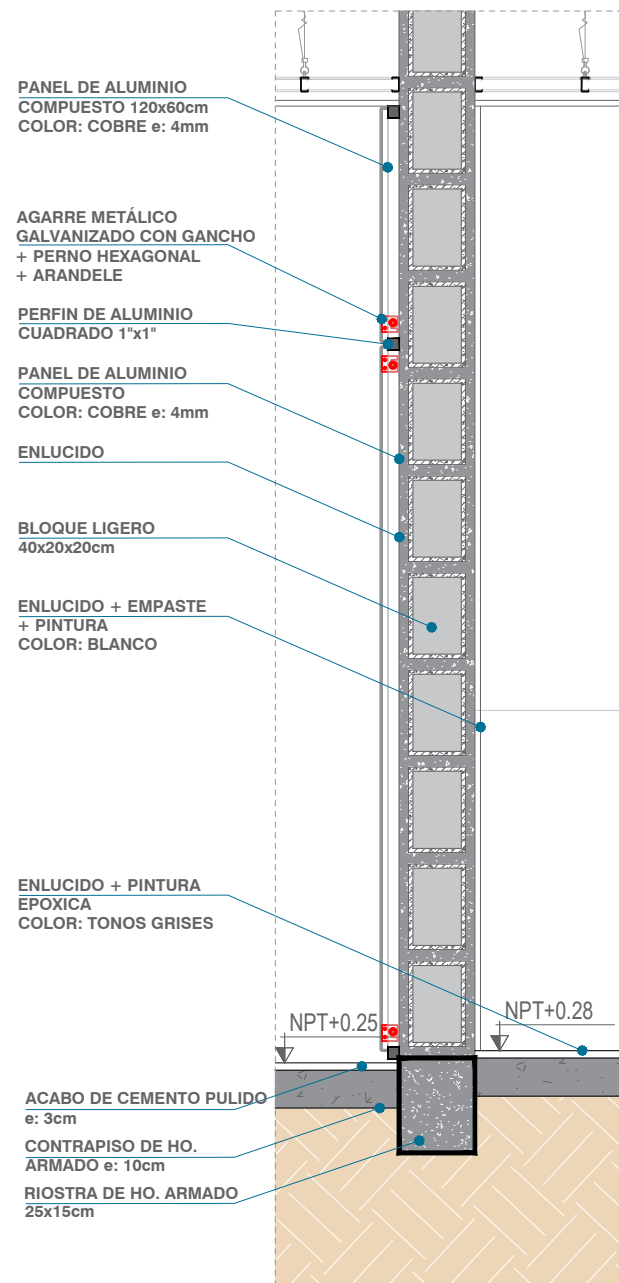 PANEL DE ALUMINIO
COMPUESTO 120x60cm
COLOR: COBRE e: 4mm
AGARRE METÁLICO
GALVANIZADO CON GANCHO
+ PERNO HEXAGONAL
+ ARANDELE
PERFIN DE ALUMINIO
CUADRADO 1"x1"
PANEL DE ALUMINIO
COMPUESTO
COLOR: COBRE e: 4mm
ENLUCIDO
BLOQUE LIGERO
40x20x20cm
ENLUCIDO + EMPASTE
+ PINTURA
COLOR: BLANCO
ENLUCIDO + PINTURA
EPOXICA
COLOR: TONOS GRISES
NPT+0.25
NPT+0.28
ACABO DE CEMENTO PULIDO
e: 3cm
CONTRAPISO DE HO.
ARMADO e: 10cm
RIOSTRA DE HO. ARMADO
25x15cm